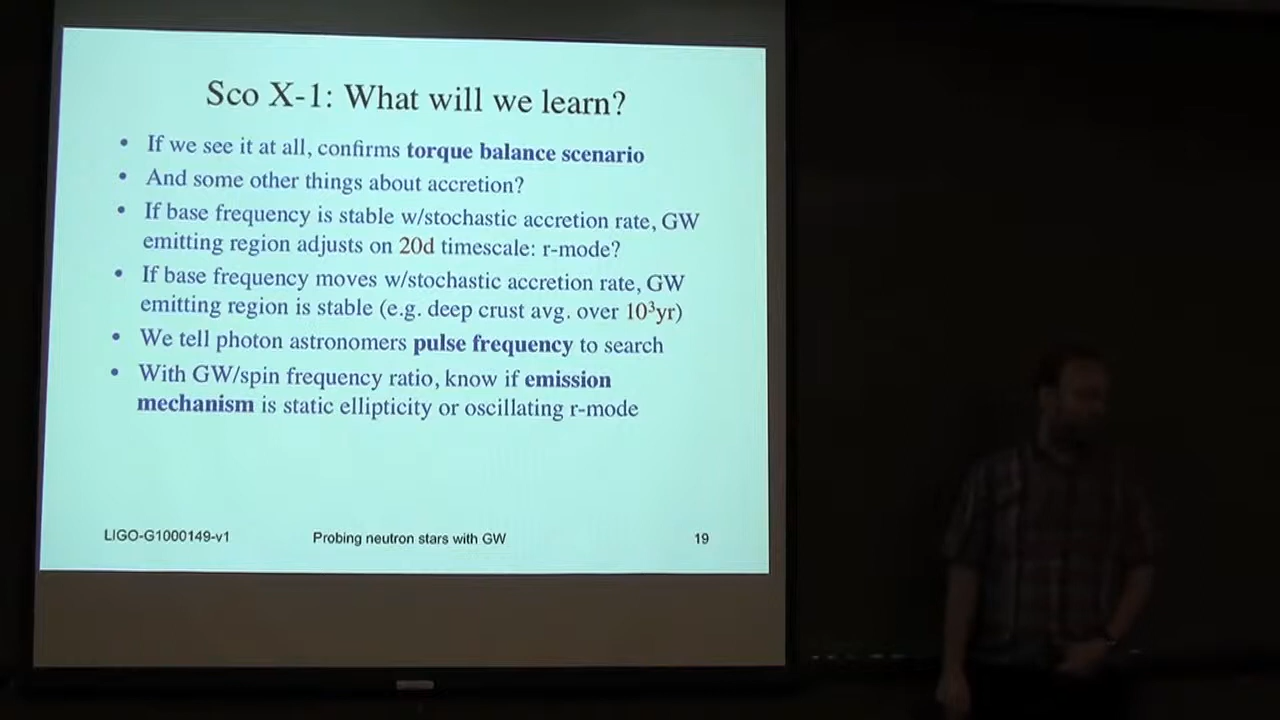 Sco X-1: What will we learn?
• If we see it at all, confirms torque balance scenario
• And some other things about accretion?
• If base frequency is stable w/stochastic accretion rate, GW
emitting region adjusts on 20d timescale: r-mode?
• If base frequency moves w/stochastic accretion rate, GW
emitting region is stable (e.g. deep crust avg. over 10³yr)
• We tell photon astronomers pulse frequency to search
• With GW/spin frequency ratio, know if emission
mechanism is static ellipticity or oscillating r-mode
LIGO-G1000149-v1 Probing neutron stars with GW 19